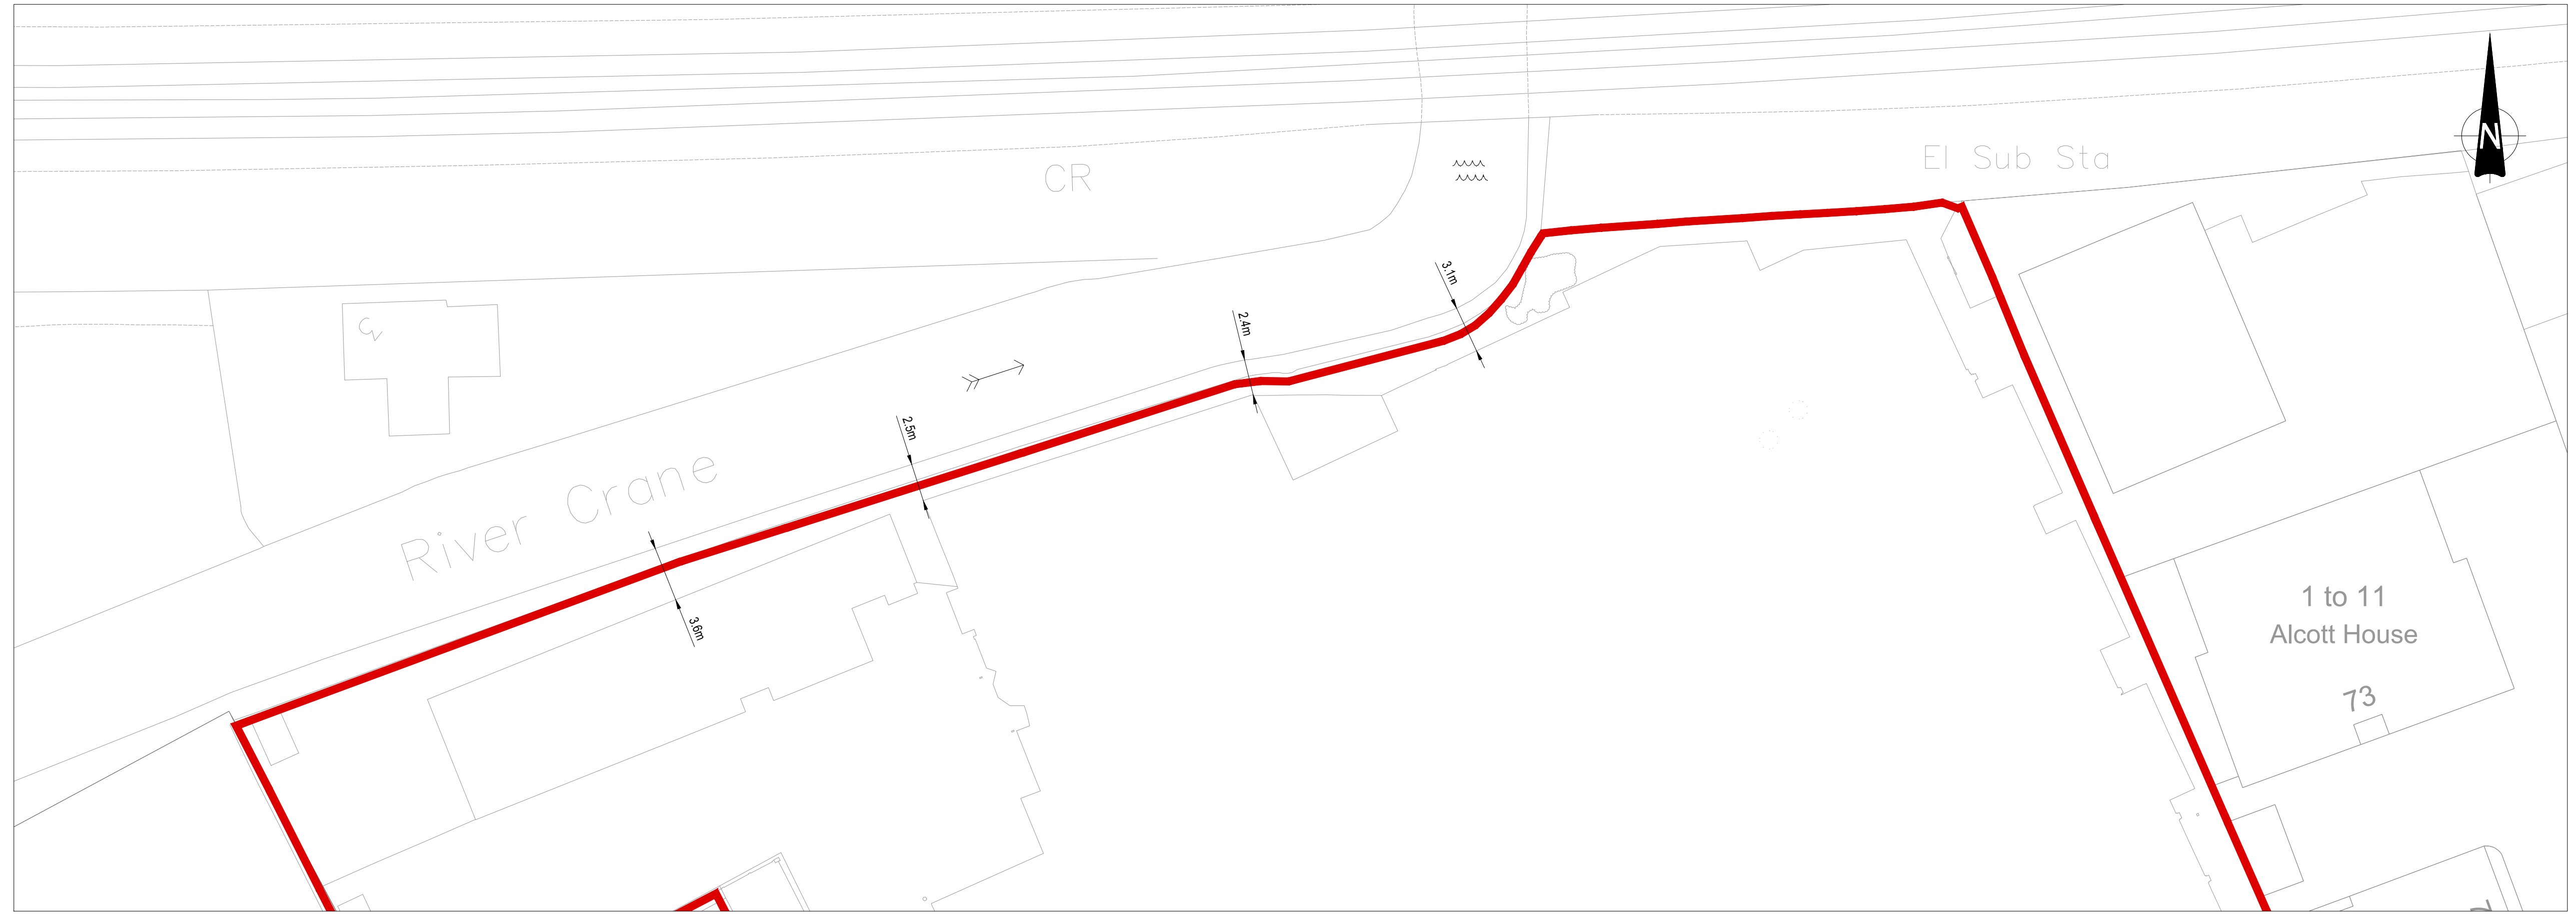 CR
El Sub Sta
N
3.1m
2.4m
2.5m
River Crane
3.6m
1 to 11
Alcott House
73